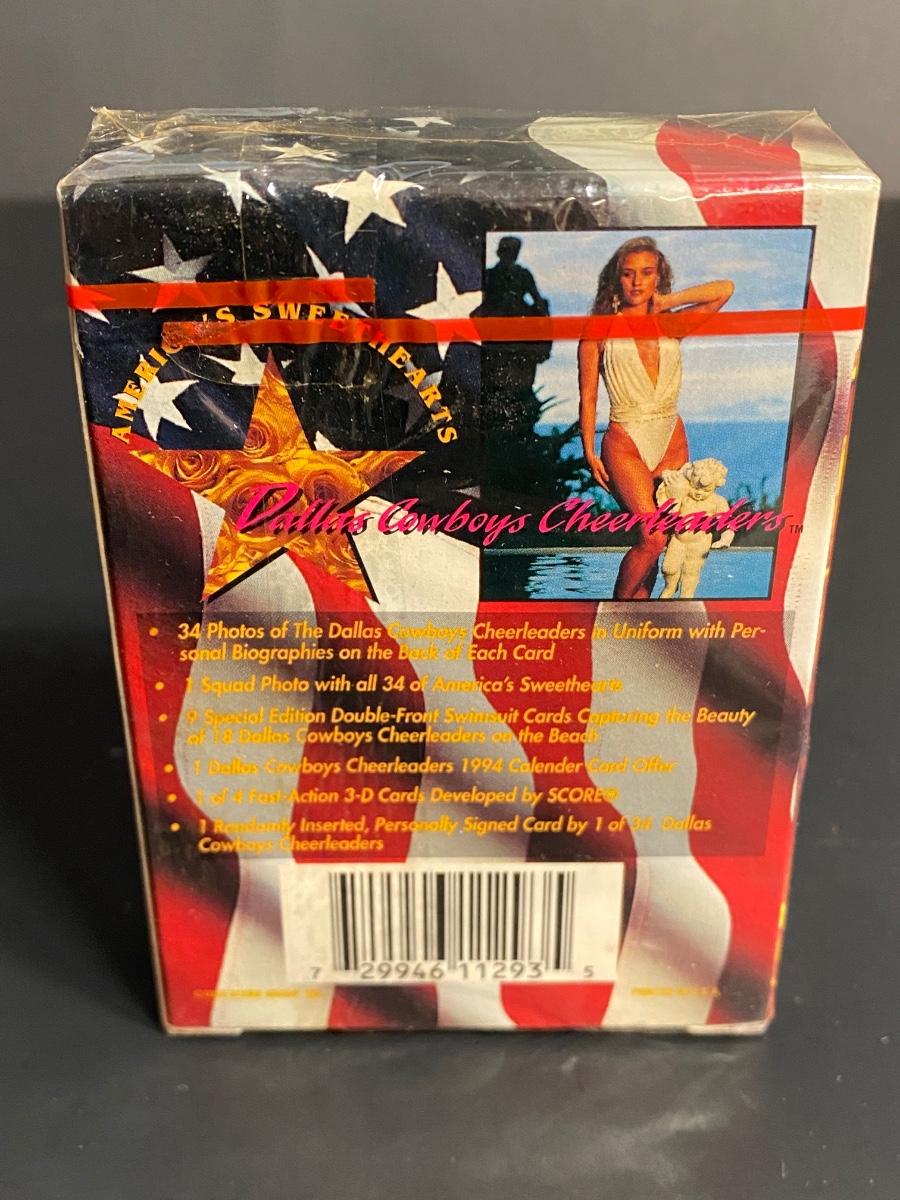 AMERICA'S SWEETHEARTS
Dallas Cowboys Cheerleaders™
• 34 Photos of The Dallas Cowboys Cheerleaders in Uniform with Per-
sonal Biographies on the Back of Each Card
• 1 Squad Photo with all 34 of America's Sweethearts
• 9 Special Edition Double-Front Swimsuit Cards Capturing the Beauty
of 18 Dallas Cowboys Cheerleaders on the Beach
• 1 Dallas Cowboys Cheerleaders 1994 Calender Card Offer
• 1 of 4 Fast-Action 3-D Cards Developed by SCORE®
• 1 Randomly Inserted, Personally Signed Card by 1 of 34 Dallas
Cowboys Cheerleaders
7 29946 11293 5